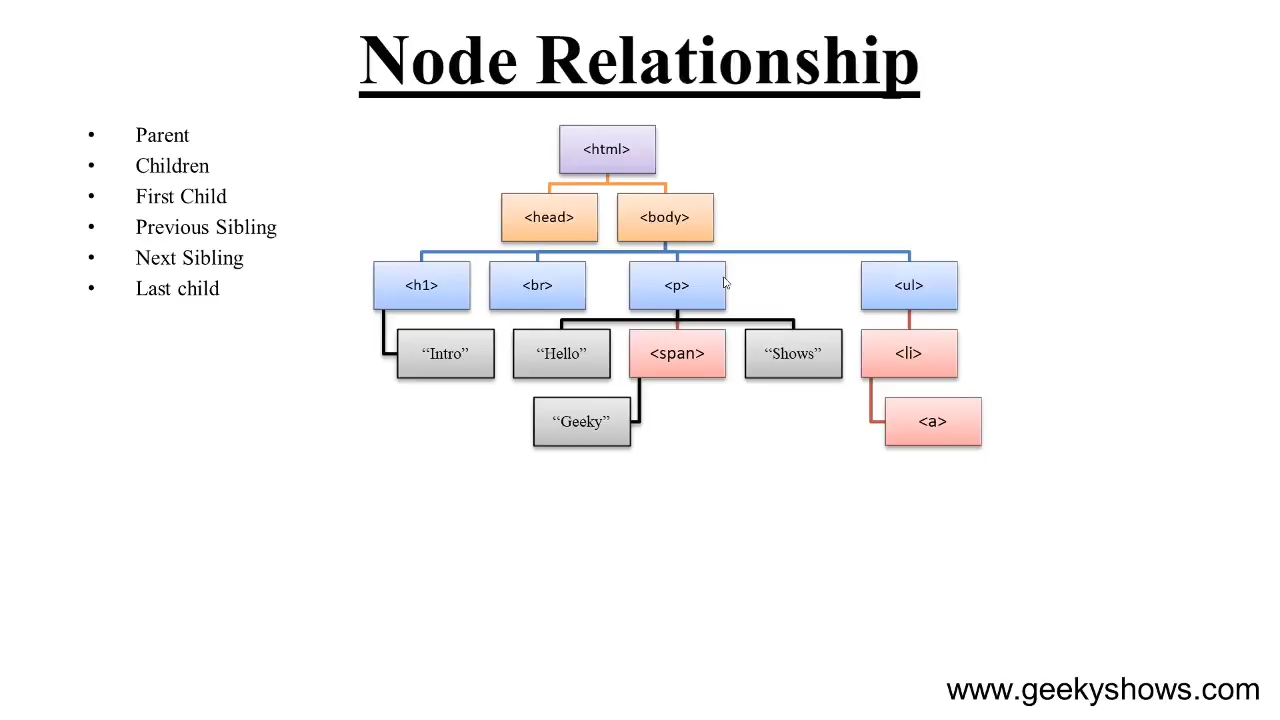 Node Relationship
• Parent
• Children
• First Child
• Previous Sibling
• Next Sibling
• Last child
<html>
<head> <body>
<h1> <br> <p> <ul>
“Intro” “Hello” <span> “Shows” <li>
“Geeky” <a>
www.geekyshows.com